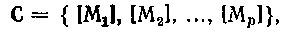 C = { [M₁], [M₂], ..., [Mₚ]},